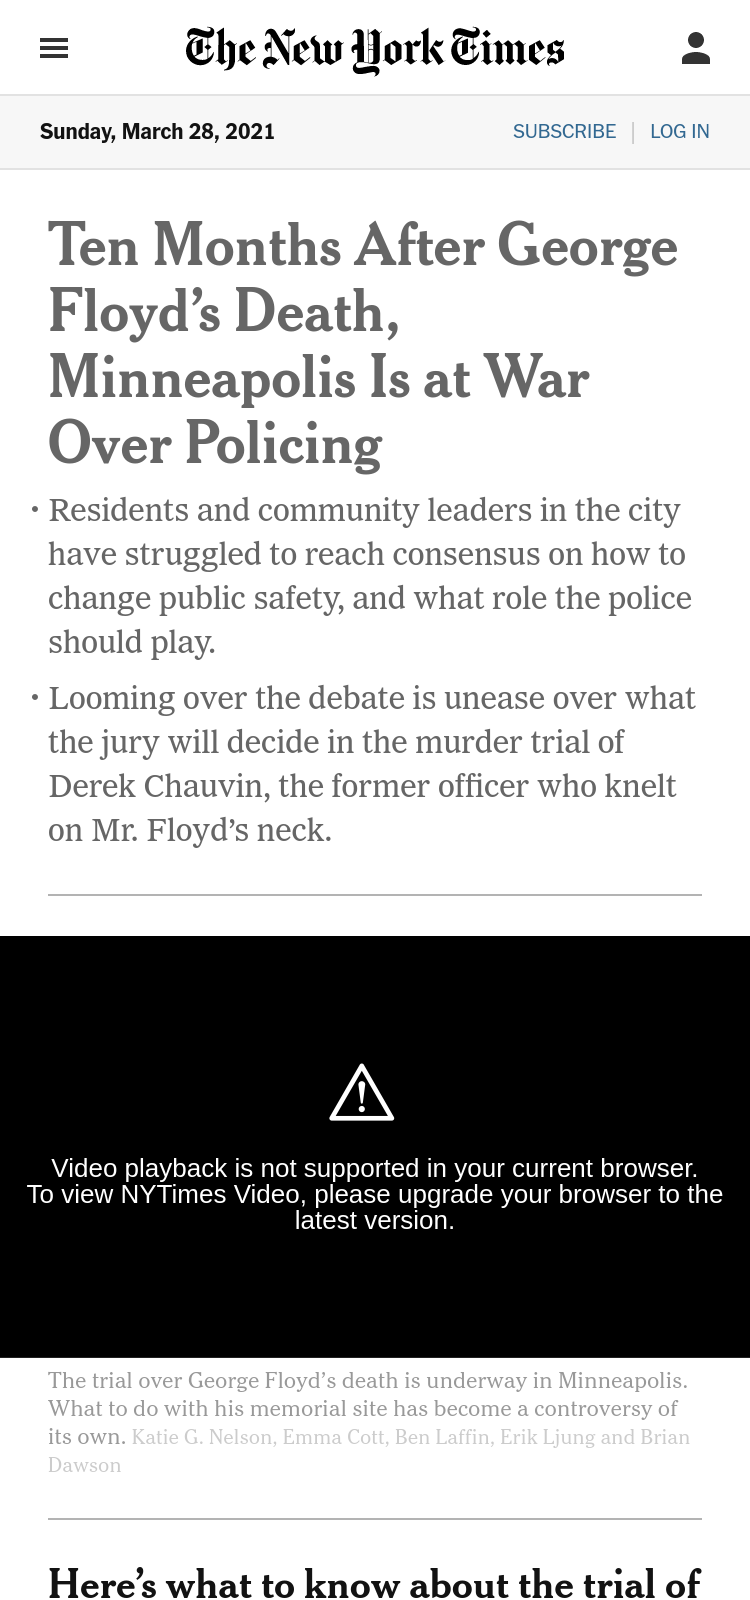 The New York Times
Sunday, March 28, 2021
SUBSCRIBE | LOG IN
Ten Months After George
Floyd’s Death,
Minneapolis Is at War
Over Policing
• Residents and community leaders in the city
have struggled to reach consensus on how to
change public safety, and what role the police
should play.
• Looming over the debate is unease over what
the jury will decide in the murder trial of
Derek Chauvin, the former officer who knelt
on Mr. Floyd’s neck.
Video playback is not supported in your current browser.
To view NYTimes Video, please upgrade your browser to the
latest version.
The trial over George Floyd’s death is underway in Minneapolis.
What to do with his memorial site has become a controversy of
its own. Katie G. Nelson, Emma Cott, Ben Laffin, Erik Ljung and Brian
Dawson
Here’s what to know about the trial of